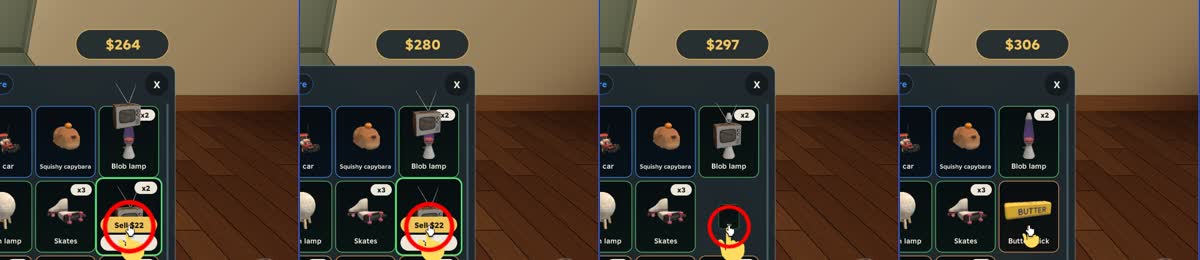 $264
X
x2
car
Squishy capybara
Blob lamp
x3
x2
Sell $22
lamp
Skates
$280
X
x2
car
Squishy capybara
Blob lamp
x3
Sell $22
lamp
Skates
$297
X
x2
car
Squishy capybara
Blob lamp
x3
lamp
Skates
$306
X
x2
car
Squishy capybara
Blob lamp
x3
BUTTER
lamp
Skates